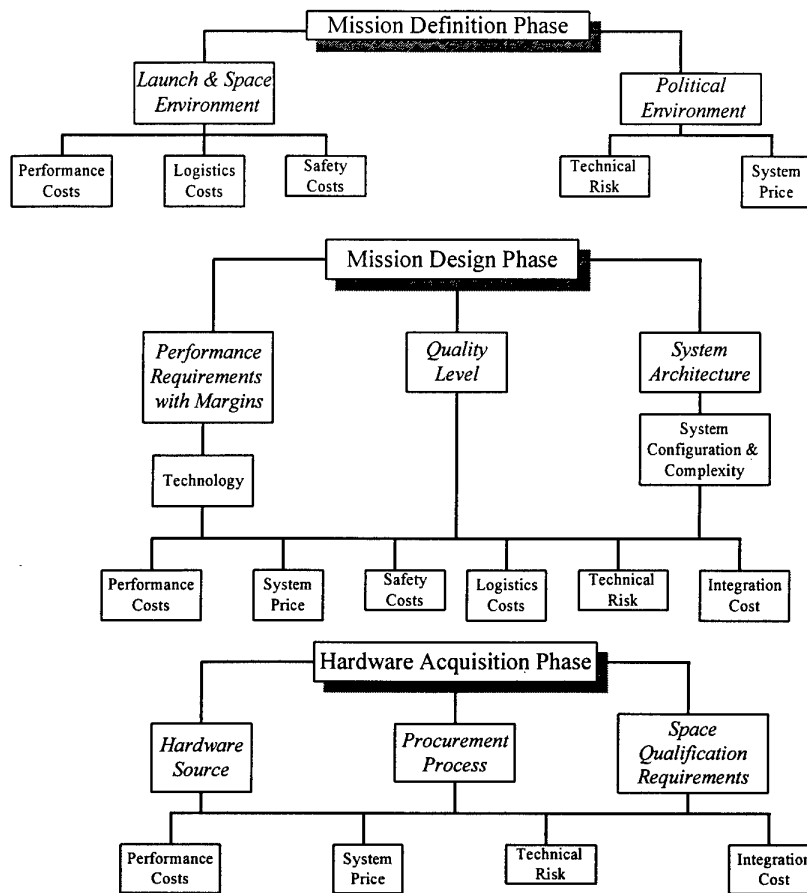 Mission Definition Phase
Launch & Space
Environment
Political
Environment
Performance
Costs
Logistics
Costs
Safety
Costs
Technical
Risk
System
Price
Mission Design Phase
Performance
Requirements
with Margins
Quality
Level
System
Architecture
Technology
System
Configuration &
Complexity
Performance
Costs
System
Price
Safety
Costs
Logistics
Costs
Technical
Risk
Integration
Cost
Hardware Acquisition Phase
Hardware
Source
Procurement
Process
Space
Qualification
Requirements
Performance
Costs
System
Price
Technical
Risk
Integration
Cost